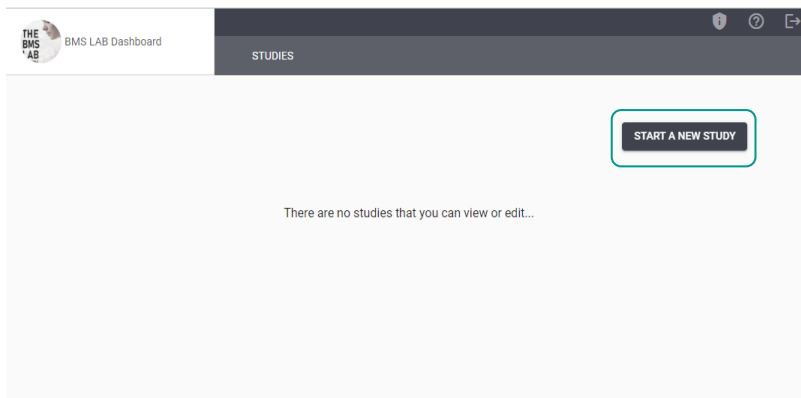 THE
BMS
LAB
BMS LAB Dashboard
STUDIES
START A NEW STUDY
There are no studies that you can view or edit...